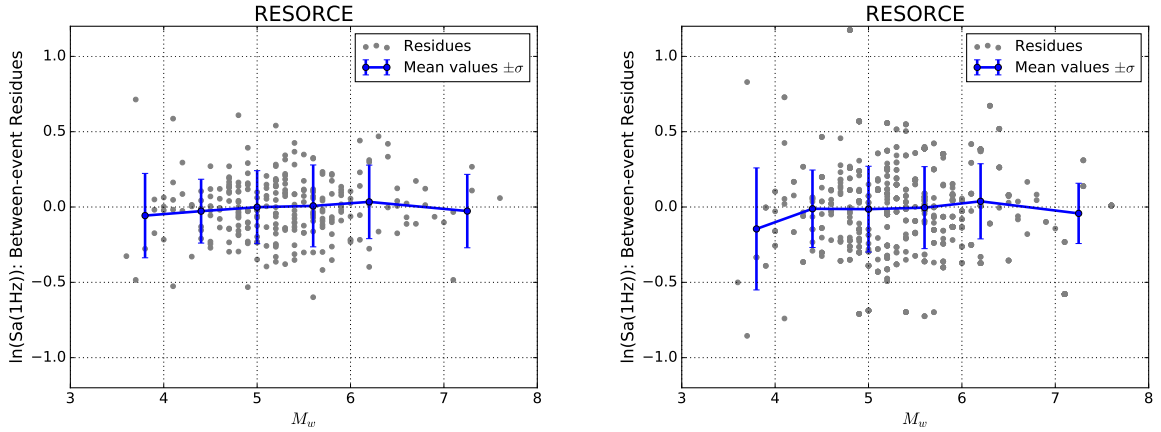 RESORCE
ln(Sa(1Hz)): Between-event Residues
1.0
0.5
0.0
−0.5
−1.0
Residues
Mean values ±σ
3 4 5 6 7 8
M_w
RESORCE
ln(Sa(1Hz)): Between-event Residues
1.0
0.5
0.0
−0.5
−1.0
Residues
Mean values ±σ
3 4 5 6 7 8
M_w